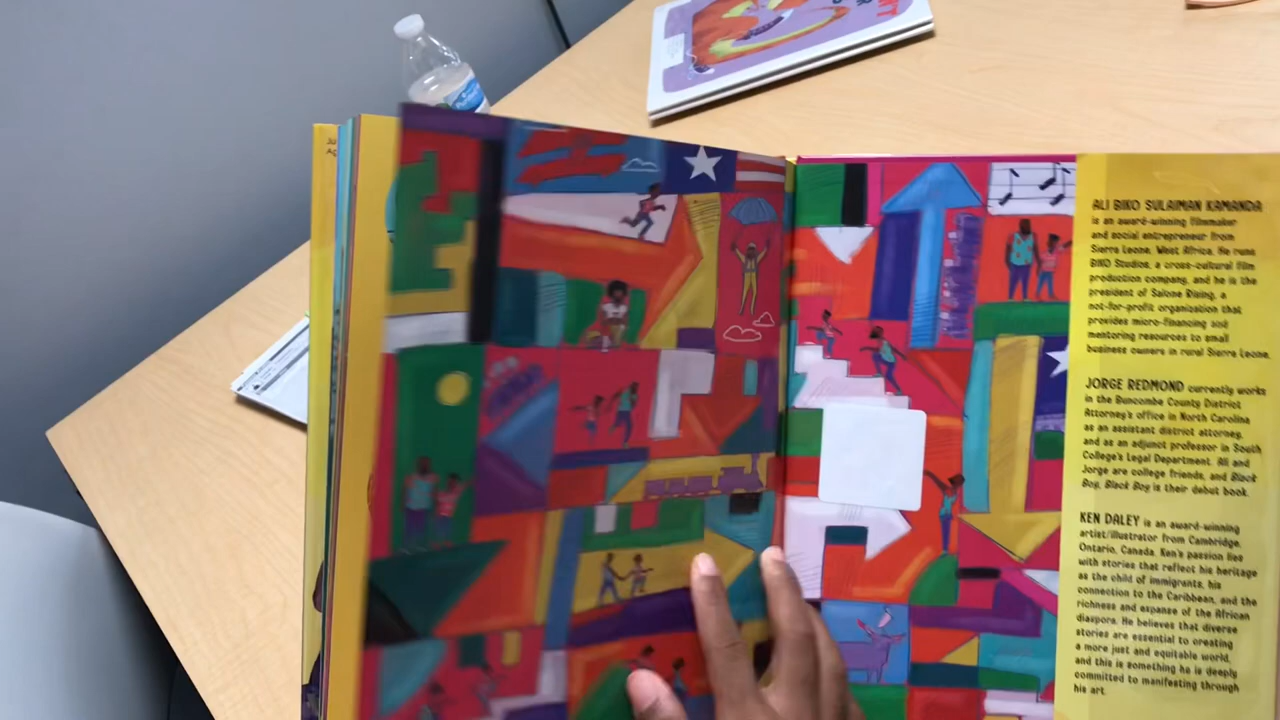 ALI BIKO SULAIMAN KAMANDA
is an award-winning filmmaker
and social entrepreneur from
Sierra Leone, West Africa. He runs
BIKO Studios, a cross-cultural film
production company, and he is the
president of Salone Rising, a
not-for-profit organization that
provides micro-financing and
mentoring resources to small
business owners in rural Sierra Leone.
JORGE REDMOND currently works
in the Buncombe County District
Attorney's office in North Carolina
as an assistant district attorney,
and as an adjunct professor in South
College's Legal Department. Ali and
Jorge are college friends, and Black
Boy, Black Boy is their debut book.
KEN DALEY is an award-winning
artist/illustrator from Cambridge,
Ontario, Canada. Ken's passion lies
with stories that reflect his heritage
as the child of immigrants, his
connection to the Caribbean, and the
richness and expanse of the African
diaspora. He believes that diverse
stories are essential to creating
a more just and equitable world,
and this is something he is deeply
committed to manifesting through
his art.